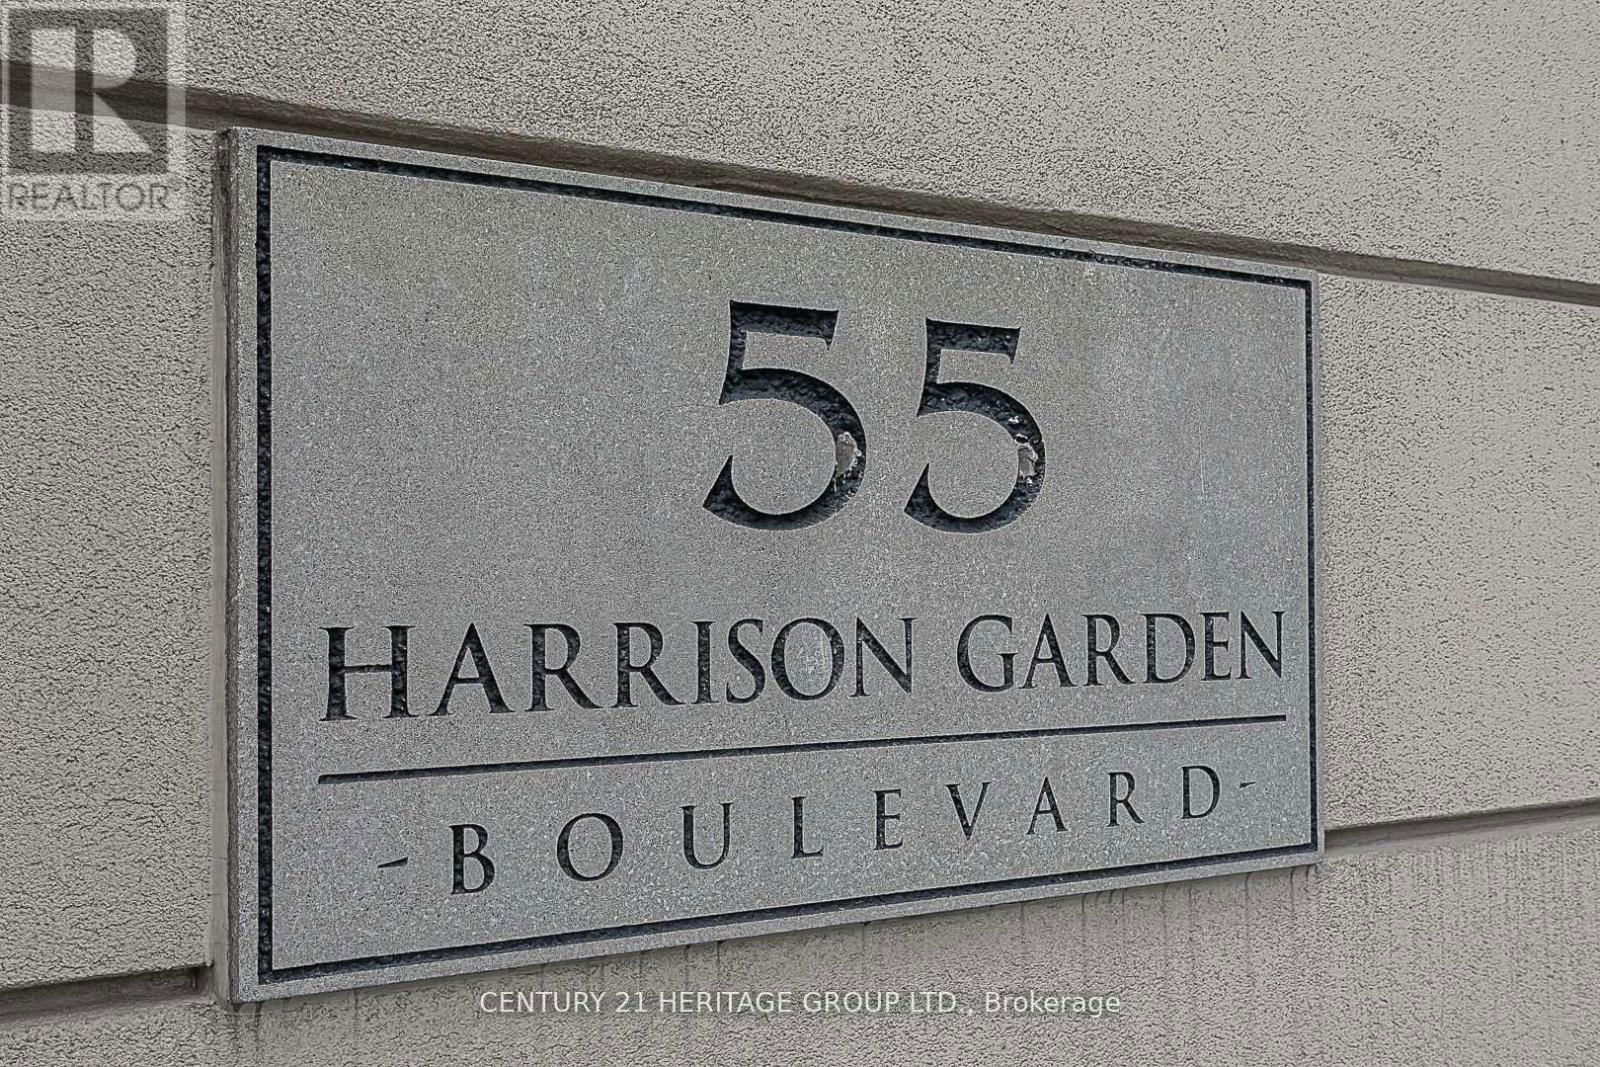 REALTOR
55
HARRISON GARDEN
- BOULEVARD -
CENTURY 21 HERITAGE GROUP LTD., Brokerage